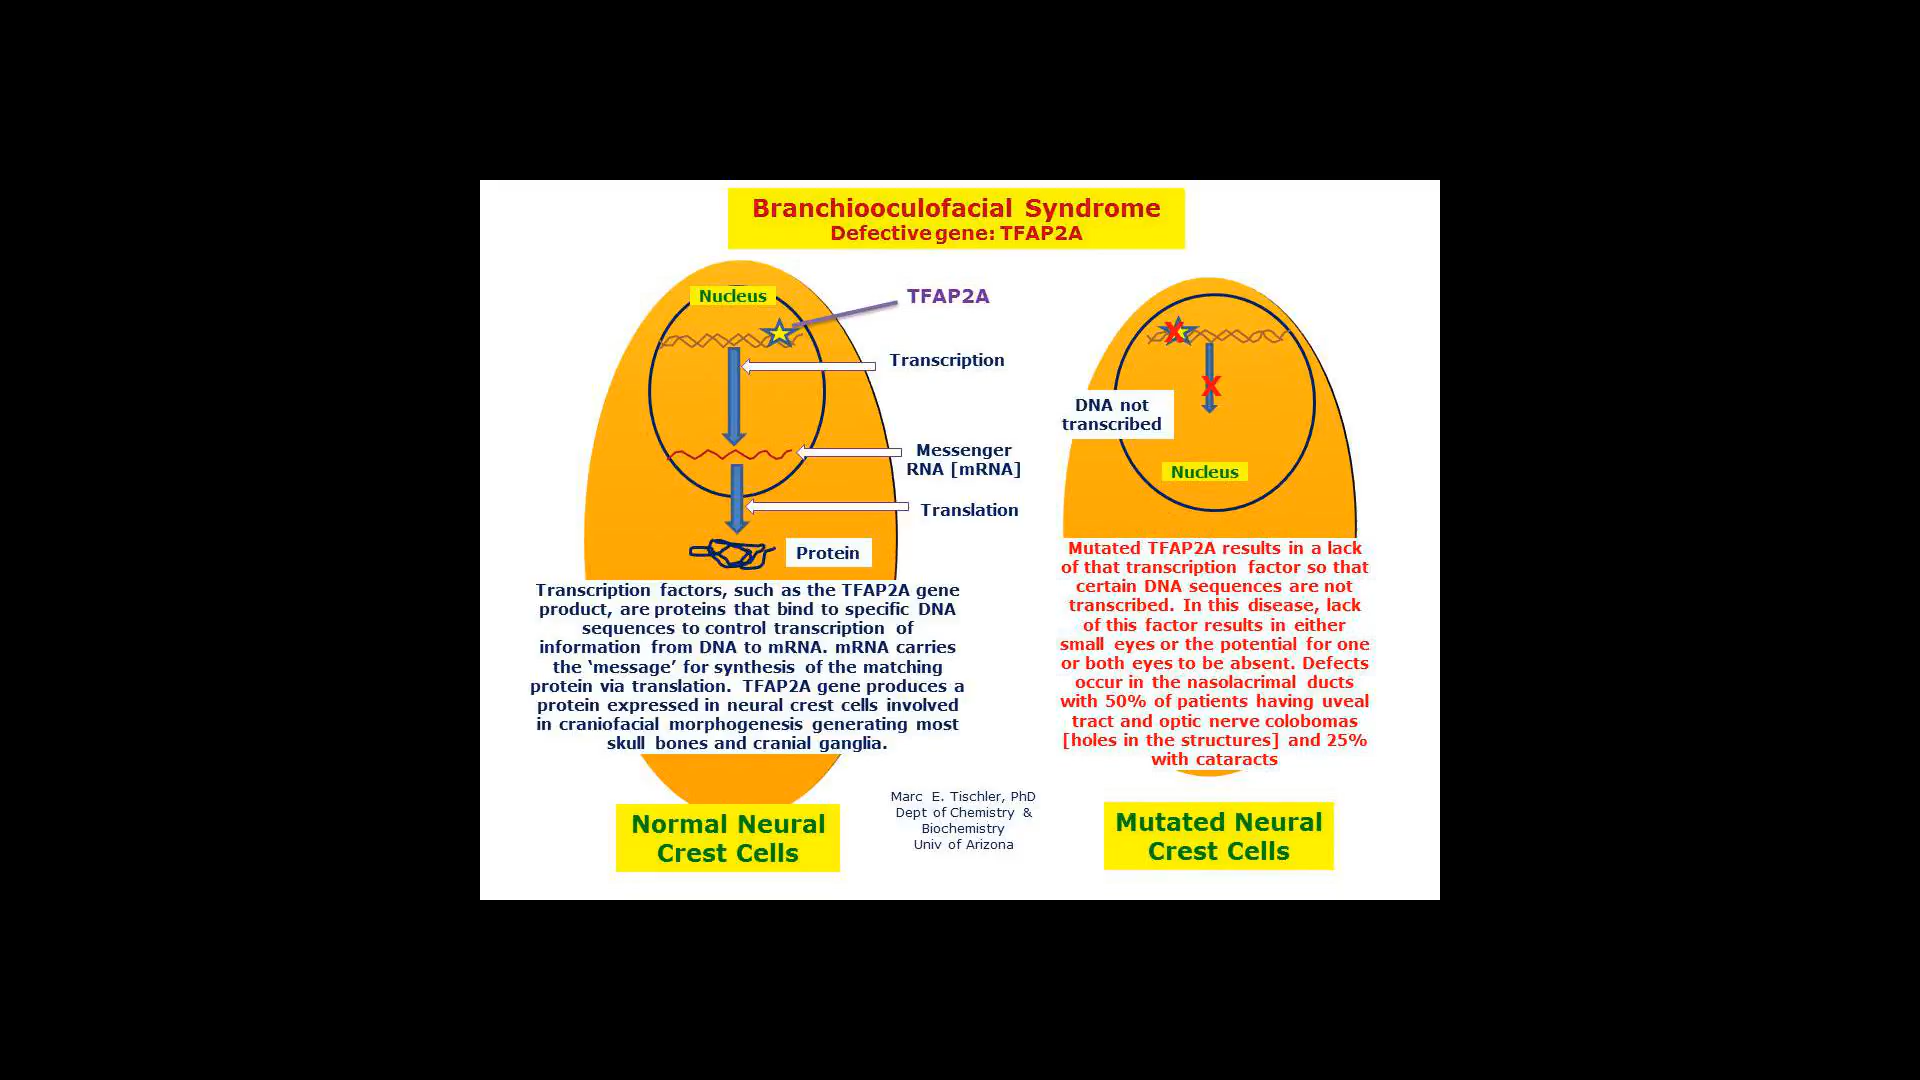 Branchiooculofacial Syndrome
Defective gene: TFAP2A
Nucleus
TFAP2A
Transcription
Messenger
RNA [mRNA]
Translation
Protein
Transcription factors, such as the TFAP2A gene
product, are proteins that bind to specific DNA
sequences to control transcription of
information from DNA to mRNA. mRNA carries
the ‘message’ for synthesis of the matching
protein via translation. TFAP2A gene produces a
protein expressed in neural crest cells involved
in craniofacial morphogenesis generating most
skull bones and cranial ganglia.
Normal Neural
Crest Cells
Marc E. Tischler, PhD
Dept of Chemistry &
Biochemistry
Univ of Arizona
X
X
DNA not
transcribed
Nucleus
Mutated TFAP2A results in a lack
of that transcription factor so that
certain DNA sequences are not
transcribed. In this disease, lack
of this factor results in either
small eyes or the potential for one
or both eyes to be absent. Defects
occur in the nasolacrimal ducts
with 50% of patients having uveal
tract and optic nerve colobomas
[holes in the structures] and 25%
with cataracts
Mutated Neural
Crest Cells